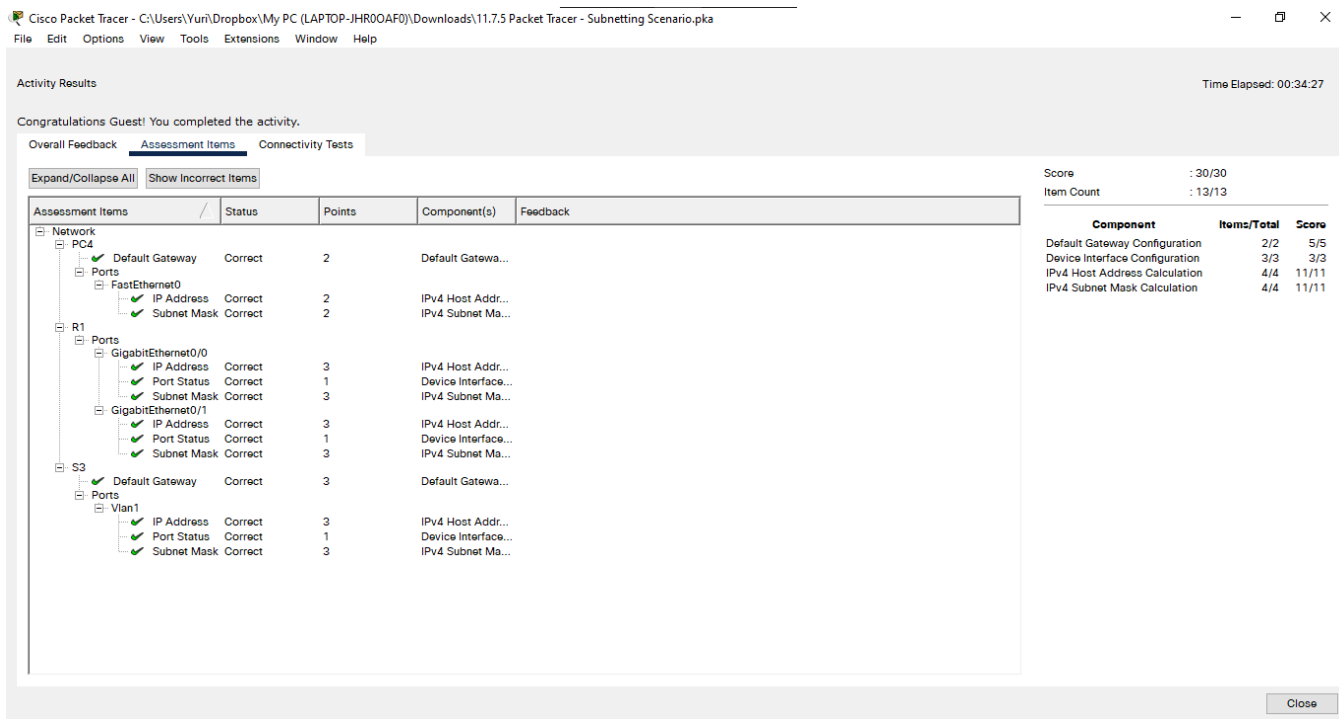 Cisco Packet Tracer - C:\Users\Yuri\Dropbox\My PC (LAPTOP-JHR0OAF0)\Downloads\11.7.5 Packet Tracer - Subnetting Scenario.pka
File Edit Options View Tools Extensions Window Help
Activity Results Time Elapsed: 00:34:27
Congratulations Guest! You completed the activity.
Overall Feedback Assessment Items Connectivity Tests
Expand/Collapse All Show Incorrect Items
Assessment Items Status Points Component(s) Feedback
Network
PC4
Default Gateway Correct 2 Default Gatewa...
Ports
FastEthernet0
IP Address Correct 2 IPv4 Host Addr...
Subnet Mask Correct 2 IPv4 Subnet Ma...
R1
Ports
GigabitEthernet0/0
IP Address Correct 3 IPv4 Host Addr...
Port Status Correct 1 Device Interface...
Subnet Mask Correct 3 IPv4 Subnet Ma...
GigabitEthernet0/1
IP Address Correct 3 IPv4 Host Addr...
Port Status Correct 1 Device Interface...
Subnet Mask Correct 3 IPv4 Subnet Ma...
S3
Default Gateway Correct 3 Default Gatewa...
Ports
Vlan1
IP Address Correct 3 IPv4 Host Addr...
Port Status Correct 1 Device Interface...
Subnet Mask Correct 3 IPv4 Subnet Ma...
Score : 30/30
Item Count : 13/13
Component Items/Total Score
Default Gateway Configuration 2/2 5/5
Device Interface Configuration 3/3 3/3
IPv4 Host Address Calculation 4/4 11/11
IPv4 Subnet Mask Calculation 4/4 11/11
Close